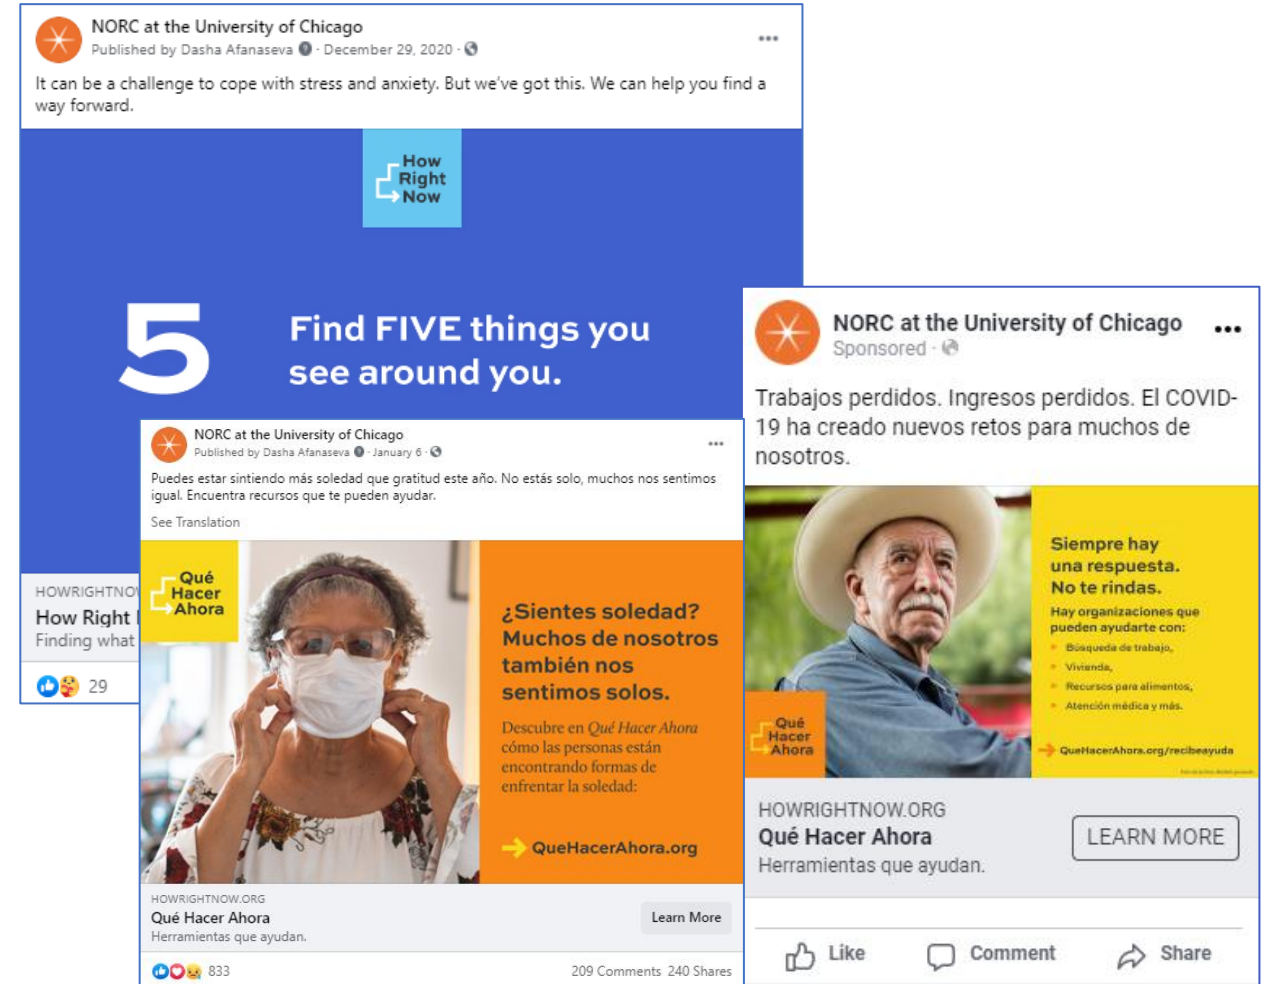 NORC at the University of Chicago
Published by Dasha Afanaseva · December 29, 2020 ·
It can be a challenge to cope with stress and anxiety. But we've got this. We can help you find a
way forward.
How
Right
Now
5
Find FIVE things you
see around you.
HOWRIGHTNO
How Right
Finding what
29
NORC at the University of Chicago
Published by Dasha Afanaseva · January 6 ·
Puedes estar sintiendo más soledad que gratitud este año. No estás solo, muchos nos sentimos
igual. Encuentra recursos que te pueden ayudar.
See Translation
Qué
Hacer
Ahora
¿Sientes soledad?
Muchos de nosotros
también nos
sentimos solos.
Descubre en Qué Hacer Ahora
cómo las personas están
encontrando formas de
enfrentar la soledad:
QueHacerAhora.org
HOWRIGHTNOW.ORG
Qué Hacer Ahora
Herramientas que ayudan.
Learn More
833
209 Comments 240 Shares
NORC at the University of Chicago
Sponsored ·
Trabajos perdidos. Ingresos perdidos. El COVID-
19 ha creado nuevos retos para muchos de
nosotros.
Siempre hay
una respuesta.
No te rindas.
Hay organizaciones que
pueden ayudarte con:
Búsqueda de trabajo,
Vivienda,
Recursos para alimentos,
Atención médica y más.
QueHacerAhora.org/recibeayuda
Qué
Hacer
Ahora
HOWRIGHTNOW.ORG
Qué Hacer Ahora
Herramientas que ayudan.
LEARN MORE
Like
Comment
Share